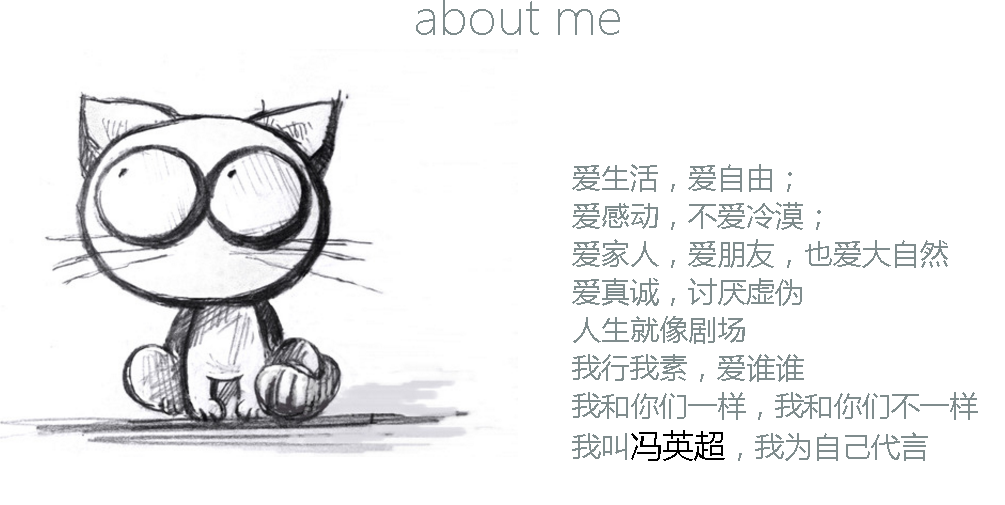 about me
爱生活，爱自由；
爱感动，不爱冷漠；
爱家人，爱朋友，也爱大自然
爱真诚，讨厌虚伪
人生就像剧场
我行我素，爱谁谁
我和你们一样，我和你们不一样
我叫冯英超，我为自己代言